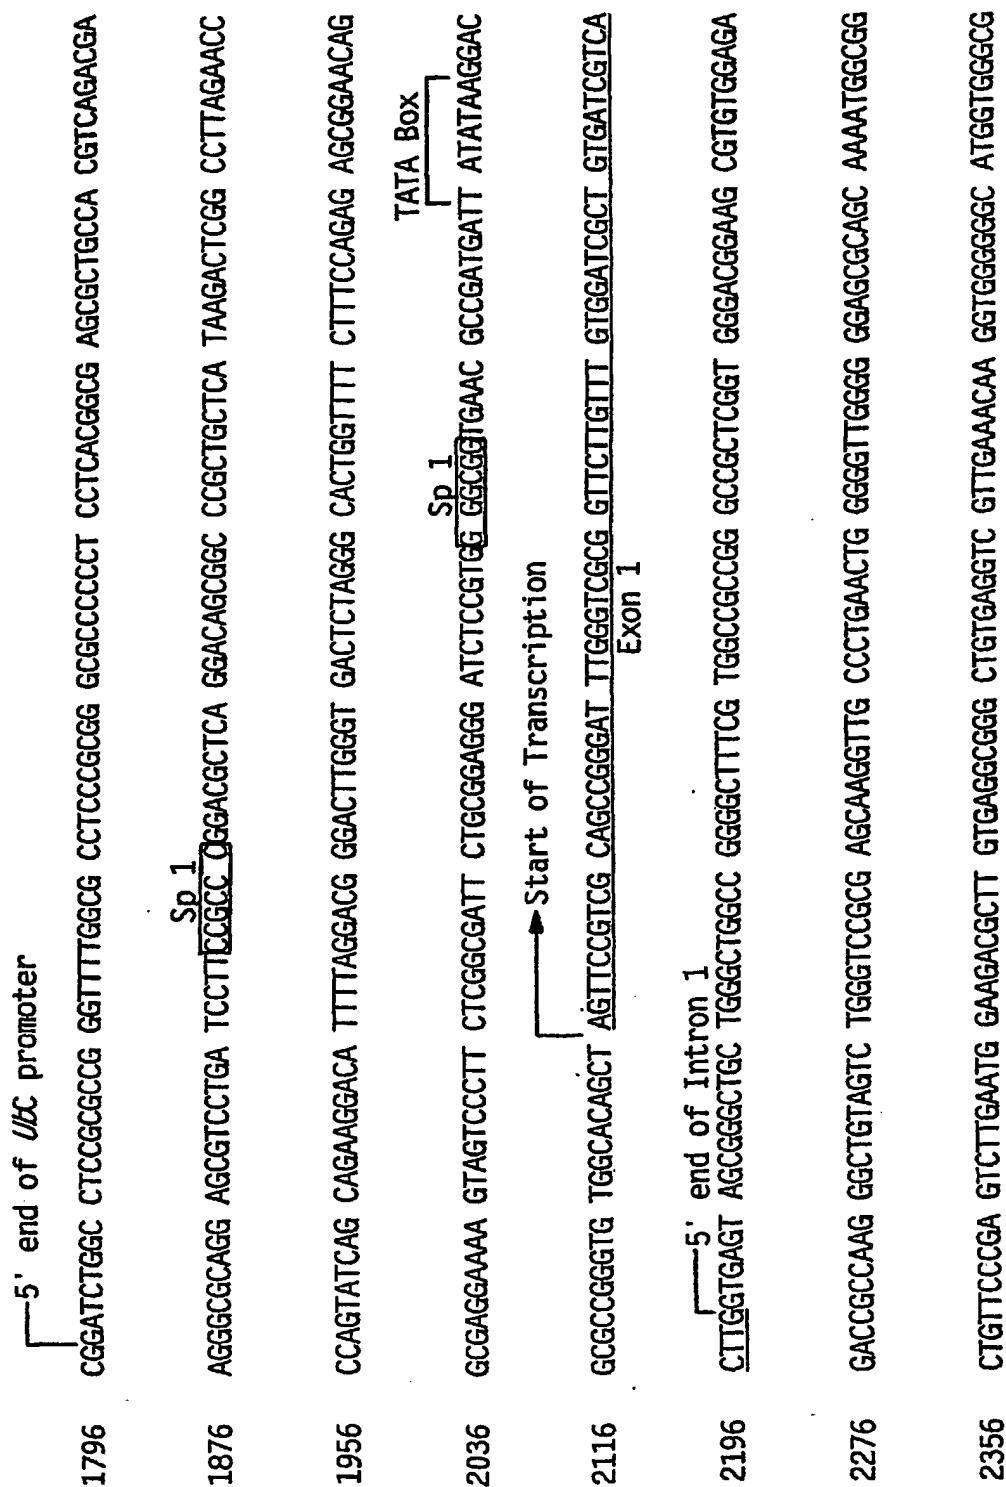 5' end of UbC promoter
1796 CGGATCTGGC CTCCGCGCCG GGTTTTGGCG CCTCCCGCGG GCGCCCCCCT CCTCACGGCG AGCGCTGCCA CGTCAGACGA
Sp 1
1876 AGGGCGCAGG AGCGTCCTGA TCCTTCCGCC CGGACGCTCA GGACAGCGGC CCGCTGCTCA TAAGACTCGG CCTTAGAACC
1956 CCAGTATCAG CAGAAGGACA TTTTAGGACG GGACTTGGGT GACTCTAGGG CACTGGTTTT CTTTCCAGAG AGCGGAACAG
Sp 1 TATA Box
2036 GCGAGGAAAA GTAGTCCCTT CTCGGCGATT CTGCGGAGGG ATCTCCGTGG GGCGGTGAAC GCCGATGATT ATATAAGGAC
Start of Transcription
2116 GCGCCGGGTG TGGCACAGCT AGTTCCGTCG CAGCCGGGAT TTGGGTCGCG GTTCTTGTTT GTGGATCGCT GTGATCGTCA
Exon 1
5' end of Intron 1
2196 CTTGGTGAGT AGCGGGCTGC TGGGCTGGCC GGGGCTTTCG TGGCCGCCGG GCCGCTCGGT GGGACGGAAG CGTGTGGAGA
2276 GACCGCCAAG GGCTGTAGTC TGGGTCCGCG AGCAAGGTTG CCCTGAACTG GGGGTTGGGG GGAGCGCAGC AAAATGGCGG
2356 CTGTTCCCGA GTCTTGAATG GAAGACGCTT GTGAGGCGGG CTGTGAGGTC GTTGAAACAA GGTGGGGGGC ATGGTGGGCG